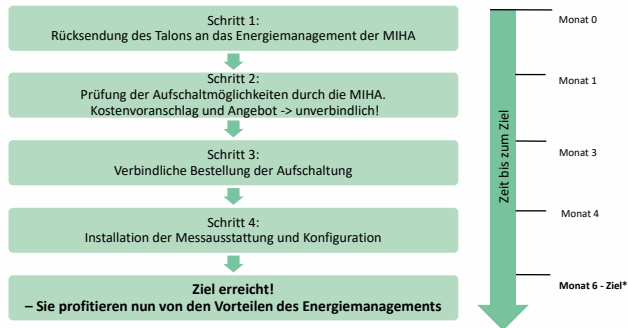 Schritt 1:
Rücksendung des Talons an das Energiemanagement der MIHA
Schritt 2:
Prüfung der Aufschaltmöglichkeiten durch die MIHA.
Kostenvoranschlag und Angebot -> unverbindlich!
Schritt 3:
Verbindliche Bestellung der Aufschaltung
Schritt 4:
Installation der Messausstattung und Konfiguration
Ziel erreicht!
– Sie profitieren nun von den Vorteilen des Energiemanagements
Zeit bis zum Ziel
Monat 0
Monat 1
Monat 3
Monat 4
Monat 6 - Ziel*